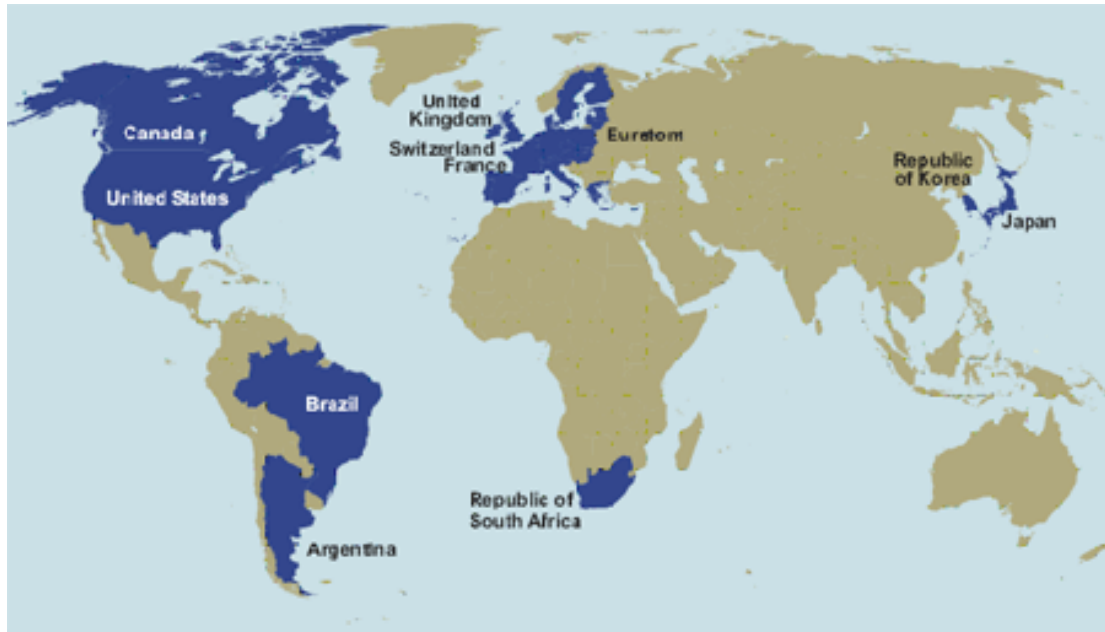 Canada
United States
Brazil
Argentina
United
Kingdom
Switzerland
France
Euratom
Republic of
South Africa
Republic
of Korea
Japan